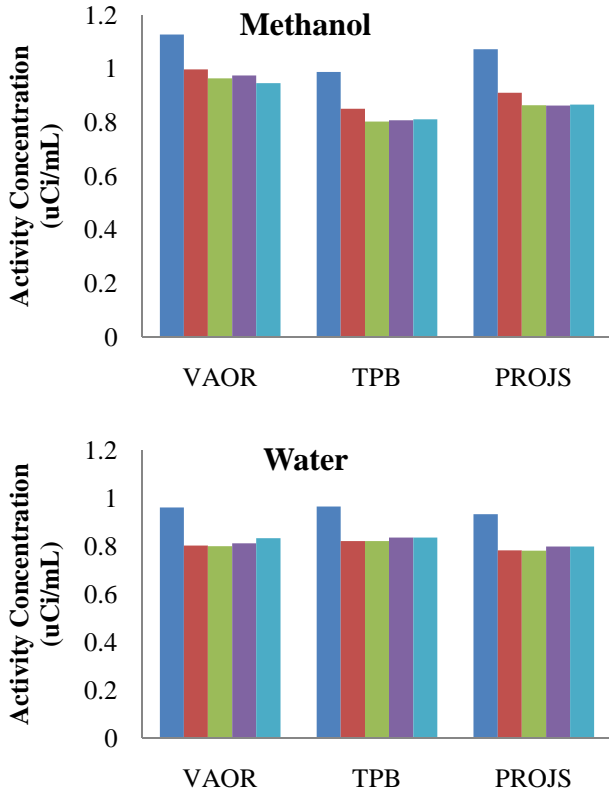 Methanol
Activity Concentration
(uCi/mL)
1.2
1
0.8
0.6
0.4
0.2
0
VAOR TPB PROJS
Water
Activity Concentration
(uCi/mL)
1.2
1
0.8
0.6
0.4
0.2
0
VAOR TPB PROJS